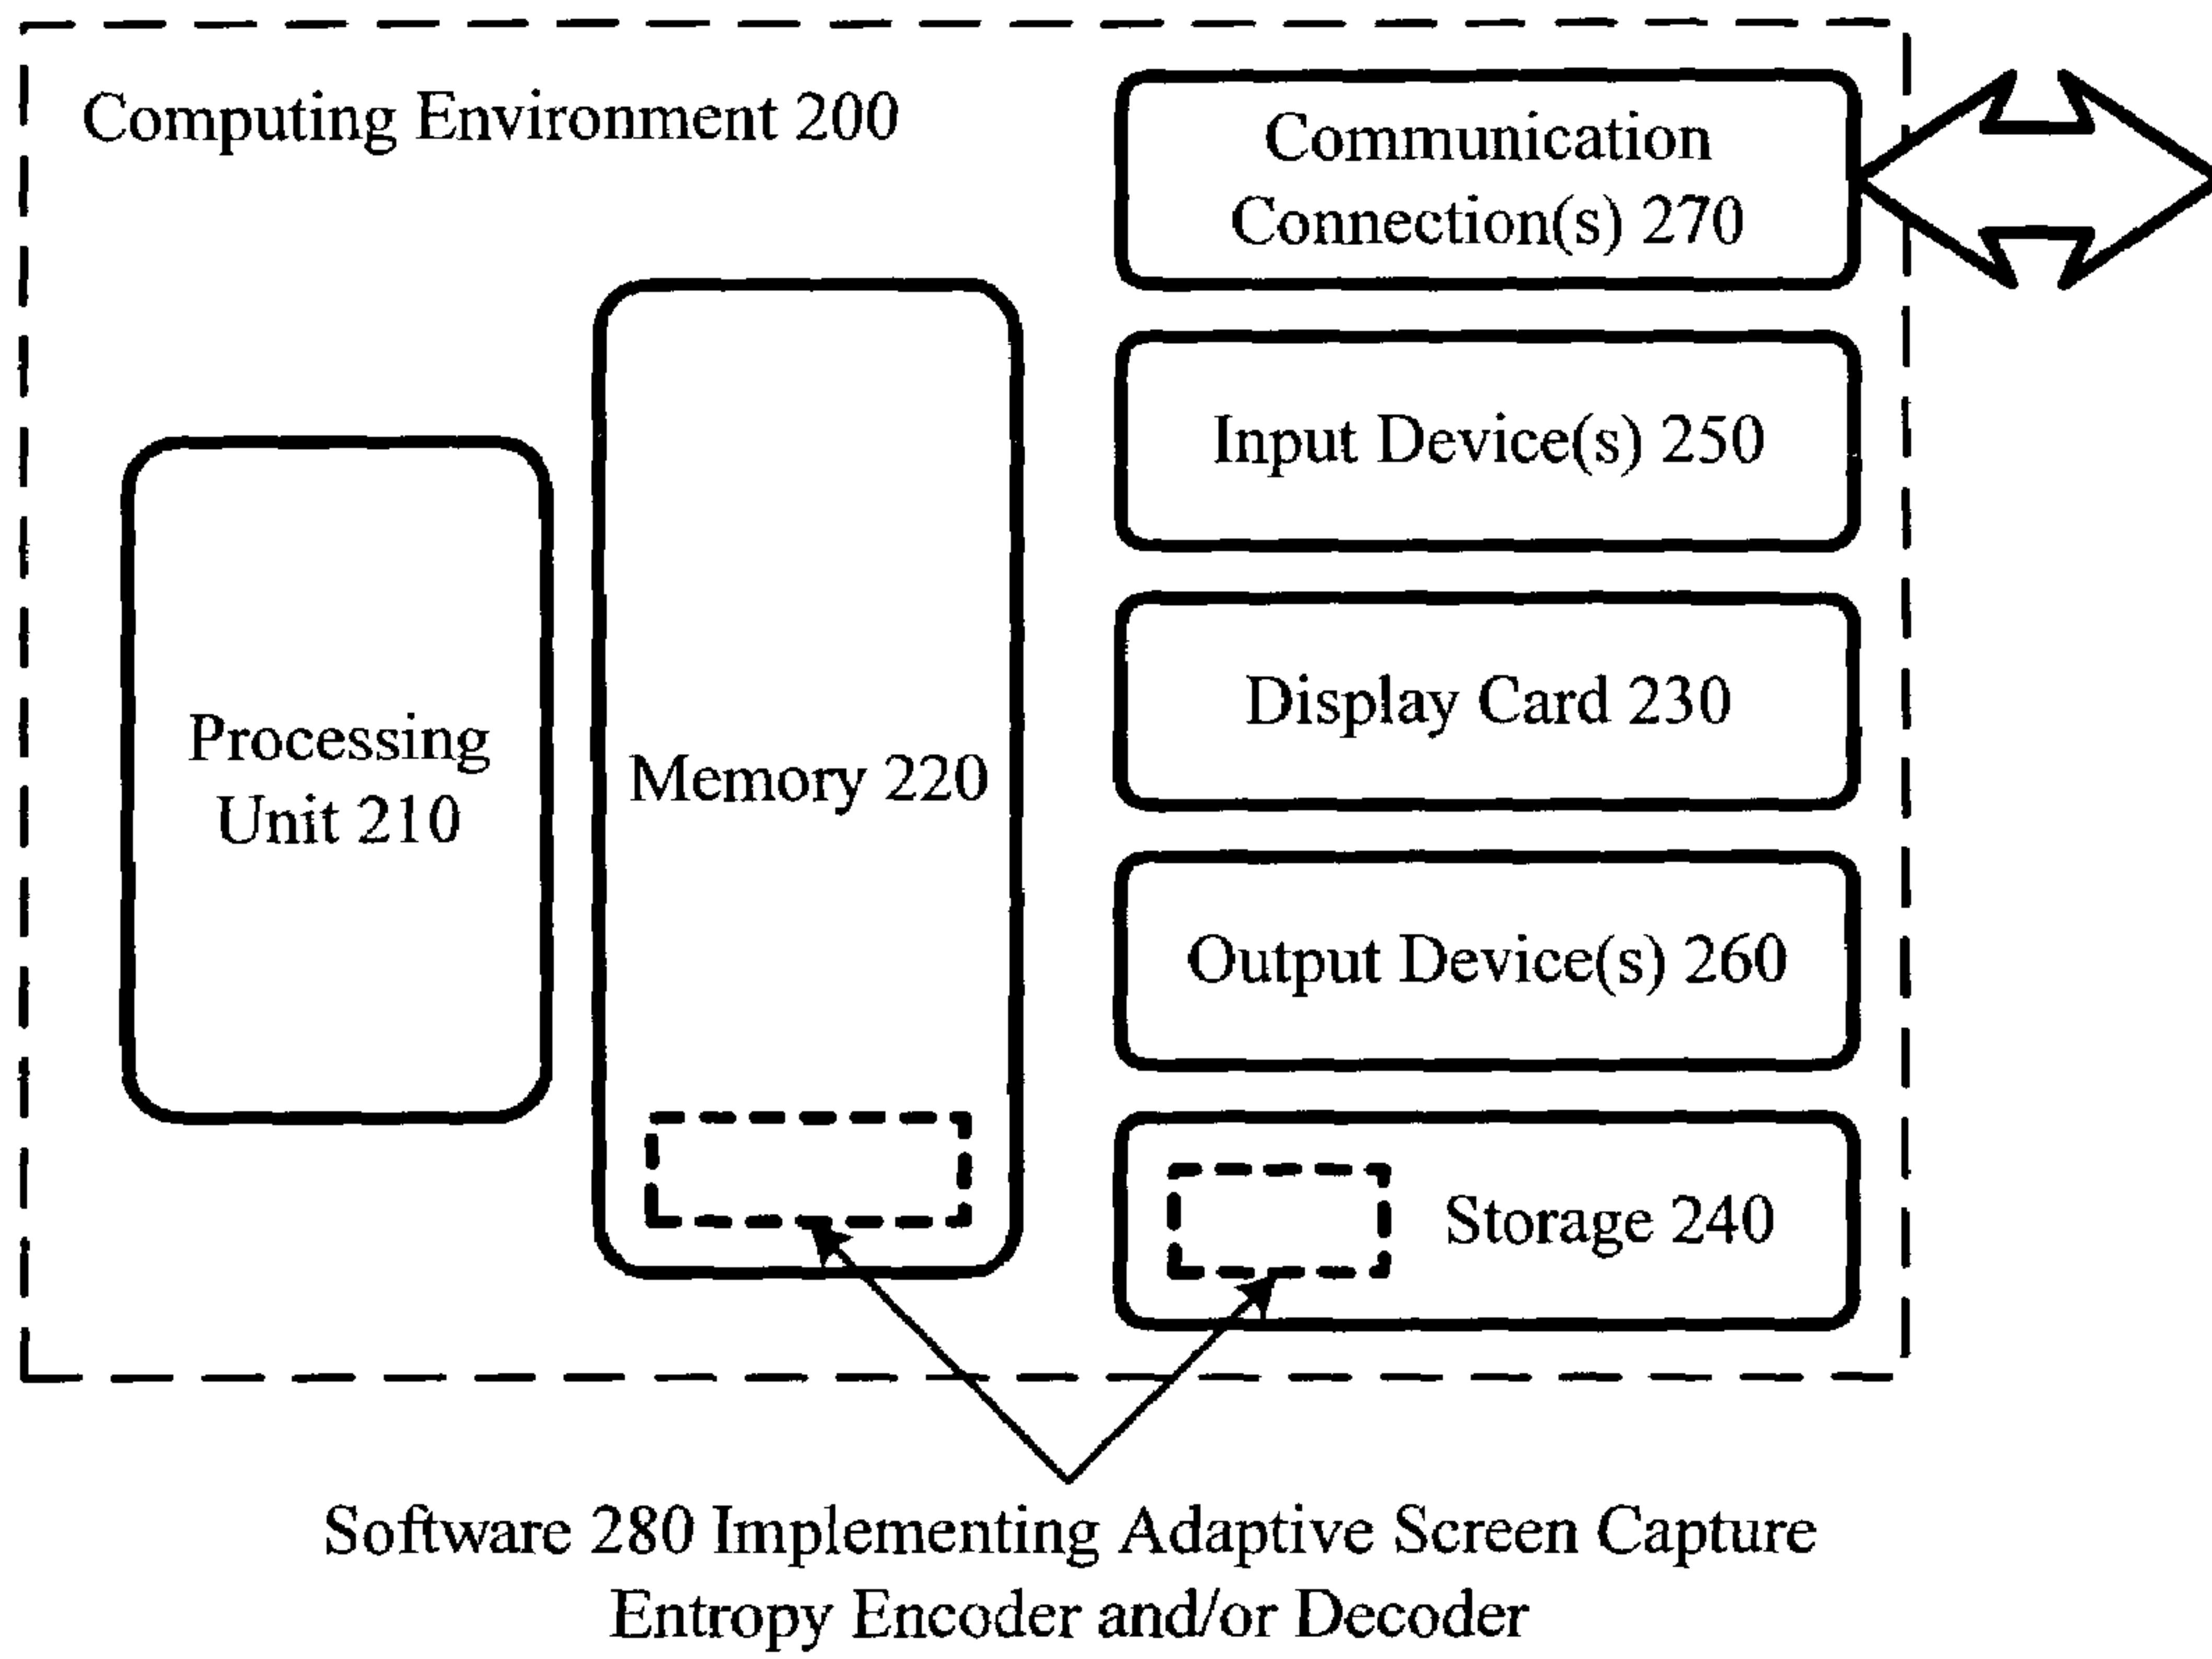 Computing Environment 200
Communication
Connection(s) 270
Input Device(s) 250
Display Card 230
Processing
Unit 210
Memory 220
Output Device(s) 260
Storage 240
Software 280 Implementing Adaptive Screen Capture
Entropy Encoder and/or Decoder